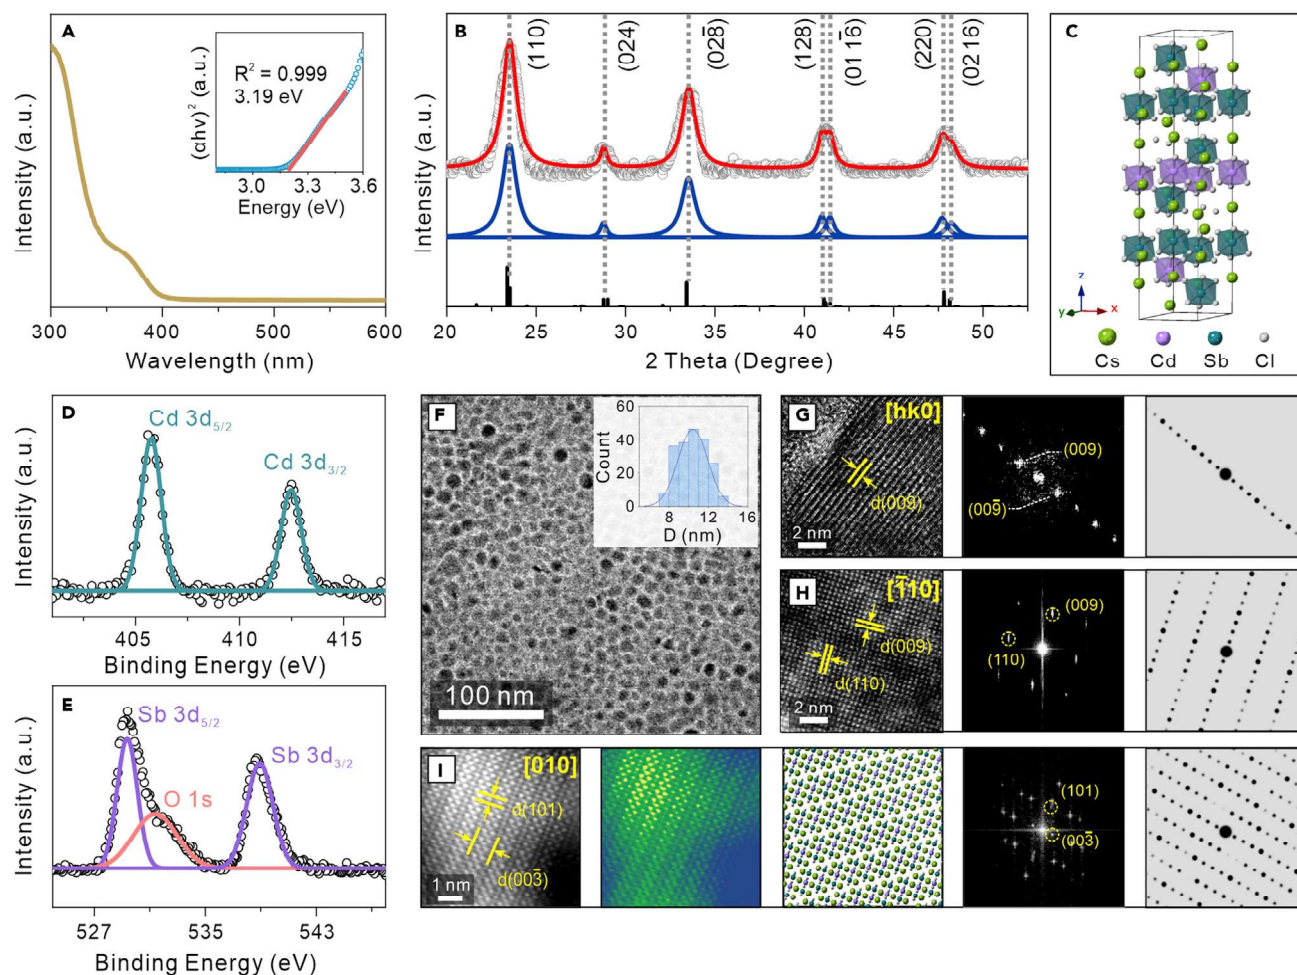 A
Intensity (a.u.)
(αhν)² (a.u.)
R² = 0.999
3.19 eV
3.0 3.3 3.6
Energy (eV)
300 400 500 600
Wavelength (nm)
B
Intensity (a.u.)
(110)
(024)
(02̄8)
(128)
(011̄6)
(220)
(0216)
20 25 30 35 40 45 50
2 Theta (Degree)
C
z
y x
Cs Cd Sb Cl
D
Intensity (a.u.)
Cd 3d₅/₂
Cd 3d₃/₂
405 410 415
Binding Energy (eV)
E
Intensity (a.u.)
Sb 3d₅/₂
O 1s
Sb 3d₃/₂
527 535 543
Binding Energy (eV)
F
100 nm
Count
60
40
20
0
8 12 16
D (nm)
G
[hk0]
d(009)
2 nm
(009)
(009̄)
H
[1̄10]
d(009)
d(110)
2 nm
(009)
(110)
I
[010]
d(101)
d(003̄)
1 nm
(101)
(003̄)